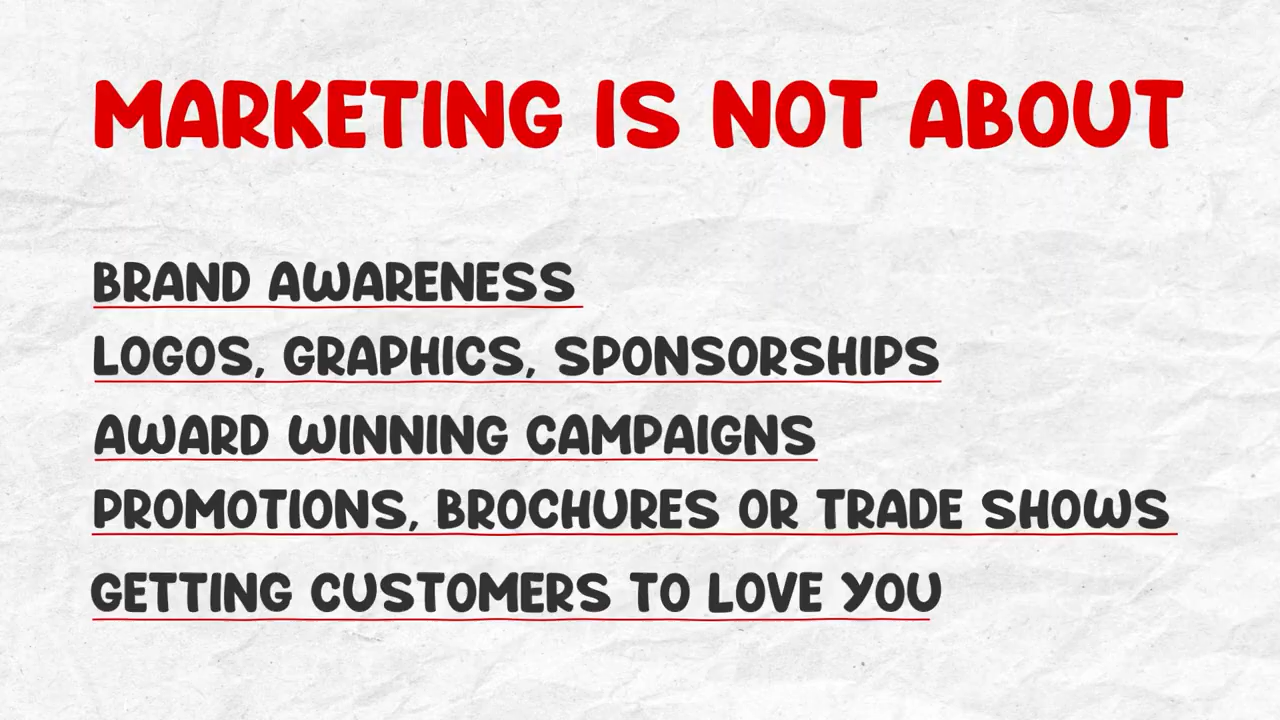 MARKETING IS NOT ABOUT
BRAND AWARENESS
LOGOS, GRAPHICS, SPONSORSHIPS
AWARD WINNING CAMPAIGNS
PROMOTIONS, BROCHURES OR TRADE SHOWS
GETTING CUSTOMERS TO LOVE YOU